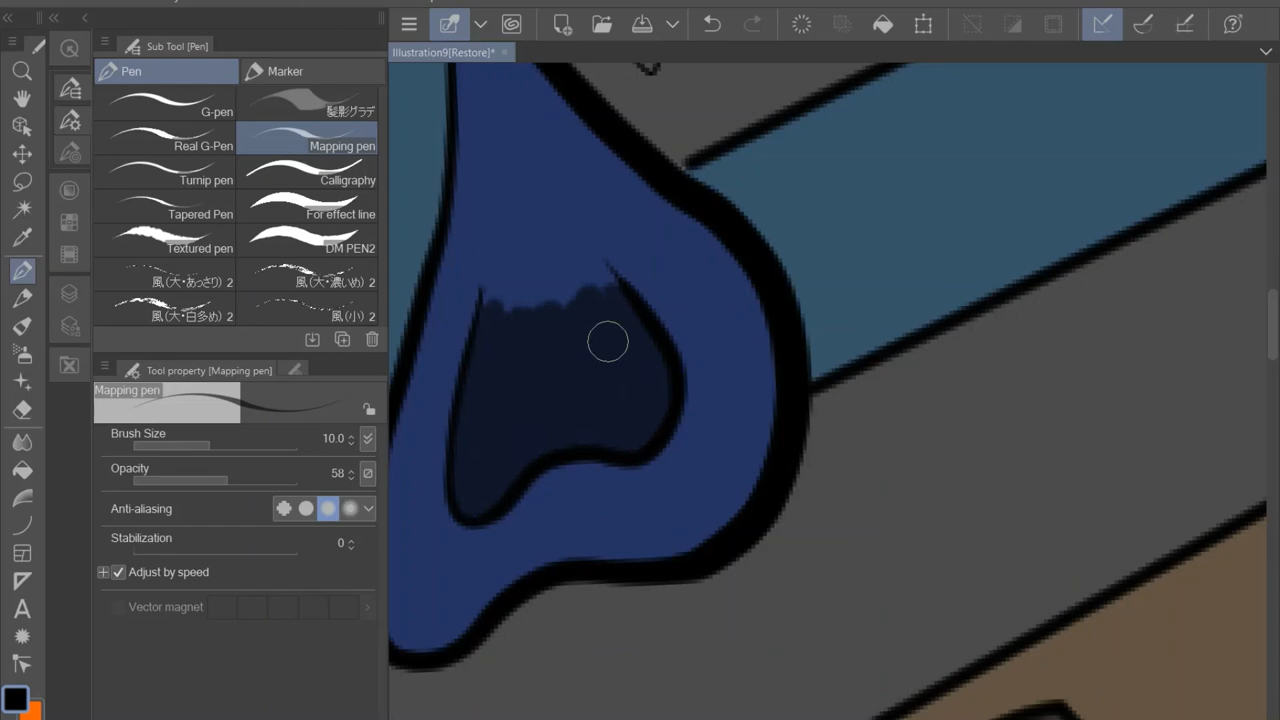 Sub Tool [Pen]
Illustration9[Restore]*
Pen
Marker
G-pen
髪影グラデ
Real G-Pen
Mapping pen
Turnip pen
Calligraphy
Tapered Pen
For effect line
Textured pen
DM PEN2
風(大・あっさり) 2
風(大・濃いめ) 2
風(大・白多め) 2
風(小) 2
Tool property [Mapping pen]
Mapping pen
Brush Size
10.0
Opacity
58
Anti-aliasing
Stabilization
0
Adjust by speed
Vector magnet